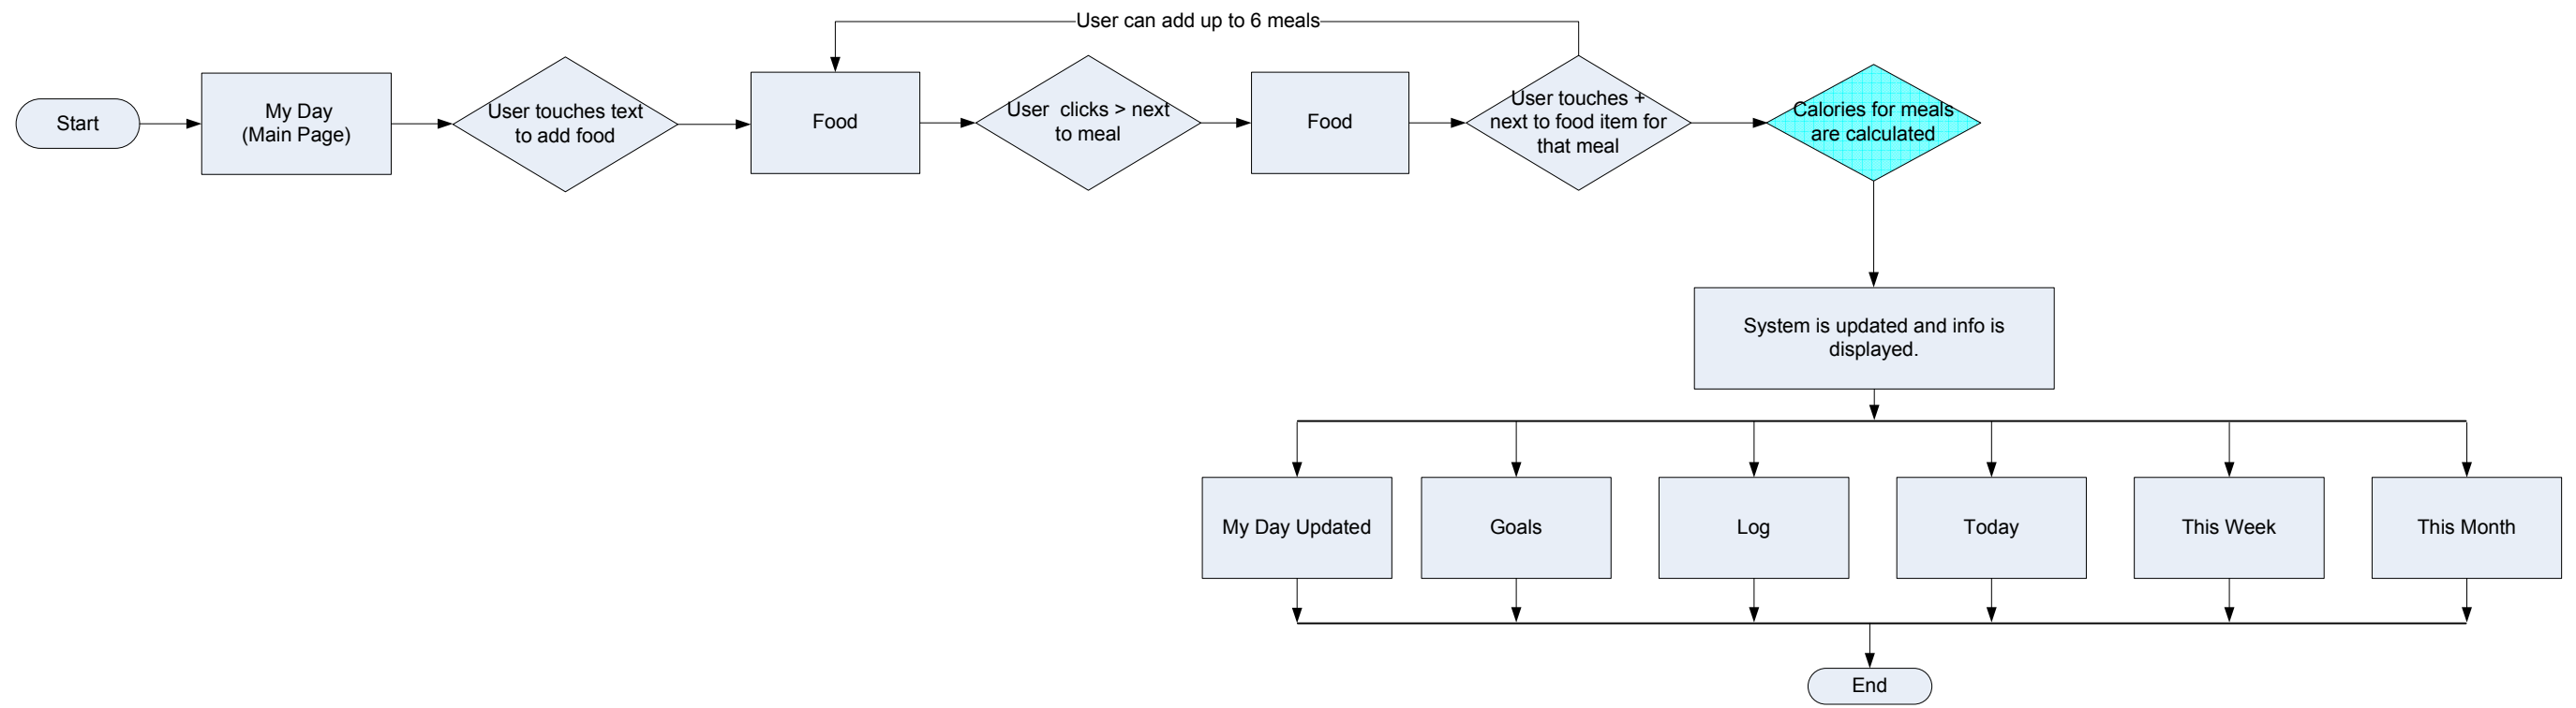 User can add up to 6 meals
Start
My Day
(Main Page)
User touches text
to add food
Food
User  clicks > next
to meal
Food
User touches +
next to food item for
that meal
Calories for meals
are calculated
System is updated and info is
displayed.
My Day Updated
Goals
Log
Today
This Week
This Month
End